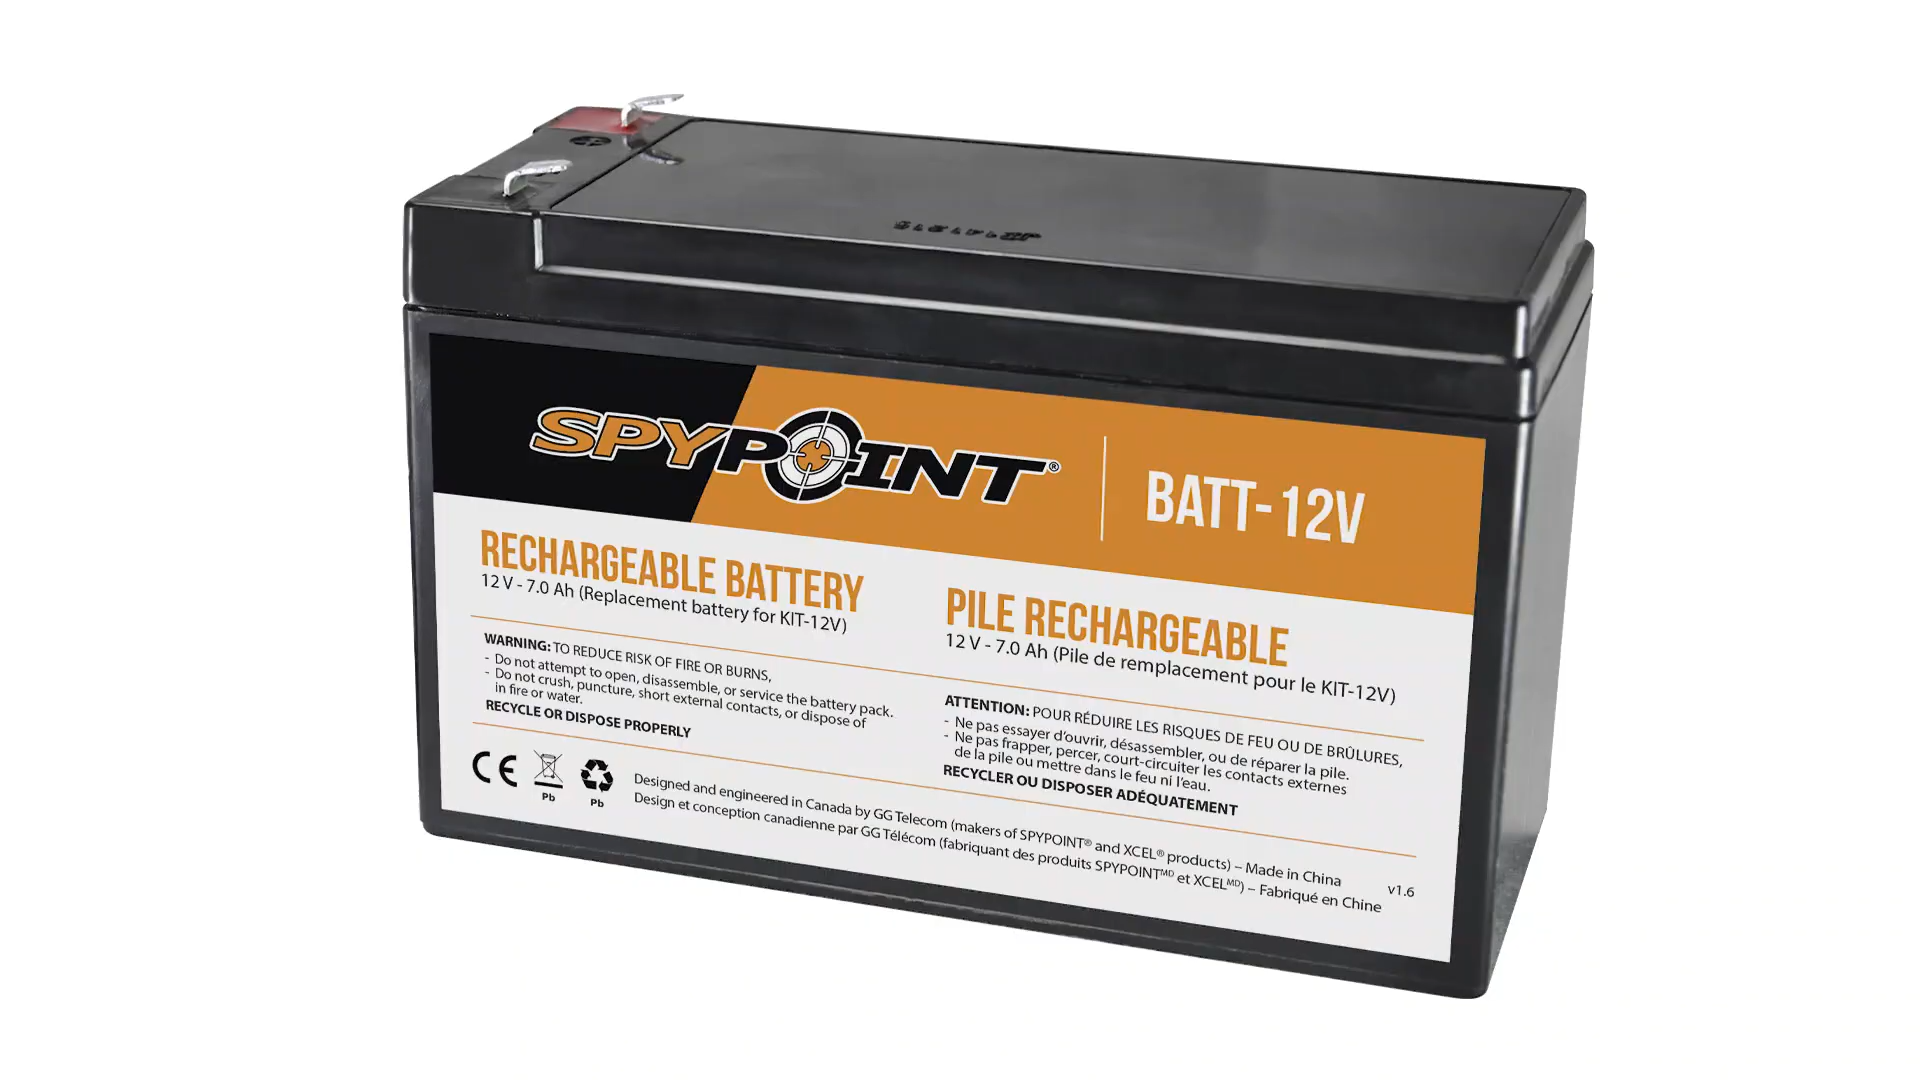 SPYPOINT®
BATT-12V
RECHARGEABLE BATTERY
12 V - 7.0 Ah (Replacement battery for KIT-12V)
WARNING: TO REDUCE RISK OF FIRE OR BURNS,
- Do not attempt to open, disassemble, or service the battery pack.
- Do not crush, puncture, short external contacts, or dispose of
in fire or water.
RECYCLE OR DISPOSE PROPERLY
PILE RECHARGEABLE
12 V - 7.0 Ah (Pile de remplacement pour le KIT-12V)
ATTENTION: POUR RÉDUIRE LES RISQUES DE FEU OU DE BRÛLURES,
- Ne pas essayer d'ouvrir, désassembler, ou de réparer la pile.
- Ne pas frapper, percer, court-circuiter les contacts externes
de la pile ou mettre dans le feu ni l'eau.
RECYCLER OU DISPOSER ADÉQUATEMENT
CE
Pb
Pb
Designed and engineered in Canada by GG Telecom (makers of SPYPOINT® and XCEL® products) – Made in China
Design et conception canadienne par GG Télécom (fabriquant des produits SPYPOINTᴹᴰ et XCELᴹᴰ) – Fabriqué en Chine
v1.6